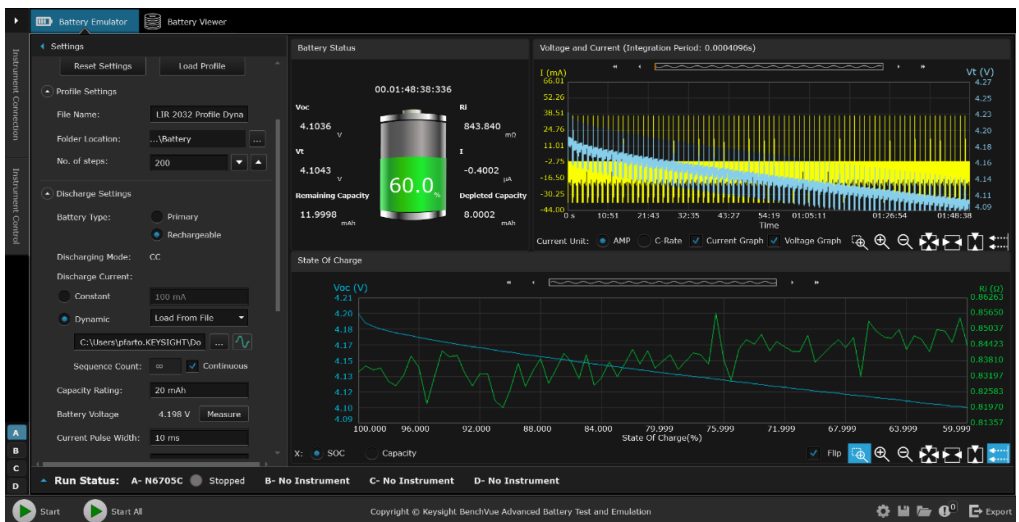 Battery Emulator
Battery Viewer
Instrument Connection
Instrument Control
Settings
Reset Settings
Load Profile
Profile Settings
File Name:
LIR 2032 Profile Dyna
Folder Location:
...\Battery
...
No. of steps:
200
Discharge Settings
Battery Type:
Primary
Rechargeable
Discharging Mode:
CC
Discharge Current:
Constant
100 mA
Dynamic
Load From File
C:\Users\pfarto.KEYSIGHT\Do
...
Sequence Count:
∞
Continuous
Capacity Rating:
20 mAh
Battery Voltage
4.198 V
Measure
Current Pulse Width:
10 ms
Battery Status
00.01:48:38:336
Voc
4.1036 V
Ri
843.840 mΩ
Vt
4.1043 V
I
-0.4002 µA
60.0 %
Remaining Capacity
11.9998 mAh
Depleted Capacity
8.0002 mAh
Voltage and Current (Integration Period: 0.0004096s)
I (mA)
66.01
52.26
38.51
24.76
11.01
-2.75
-16.50
-30.25
-44.00
Vt (V)
4.27
4.25
4.23
4.20
4.18
4.16
4.14
4.11
4.09
0 s
10:51
21:43
32:35
43:27
54:19
01:05:11
01:26:54
01:48:38
Time
Current Unit:
AMP
C-Rate
Current Graph
Voltage Graph
State Of Charge
Voc (V)
4.21
4.20
4.18
4.17
4.15
4.13
4.12
4.10
4.09
Ri (Ω)
0.86263
0.85650
0.85037
0.84423
0.83810
0.83197
0.82583
0.81970
0.81357
100.000
96.000
92.000
88.000
84.000
79.999
75.999
71.999
67.999
63.999
59.999
State Of Charge(%)
X:
SOC
Capacity
Flip
A
B
C
D
Run Status:
A- N6705C
Stopped
B- No Instrument
C- No Instrument
D- No Instrument
Start
Start All
Copyright © Keysight BenchVue Advanced Battery Test and Emulation
0
Export